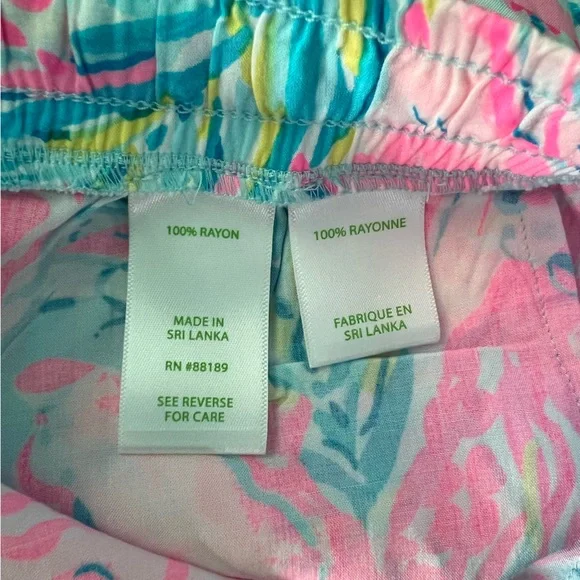 100% RAYON
MADE IN
SRI LANKA
RN #88189
SEE REVERSE
FOR CARE
100% RAYONNE
FABRIQUE EN
SRI LANKA